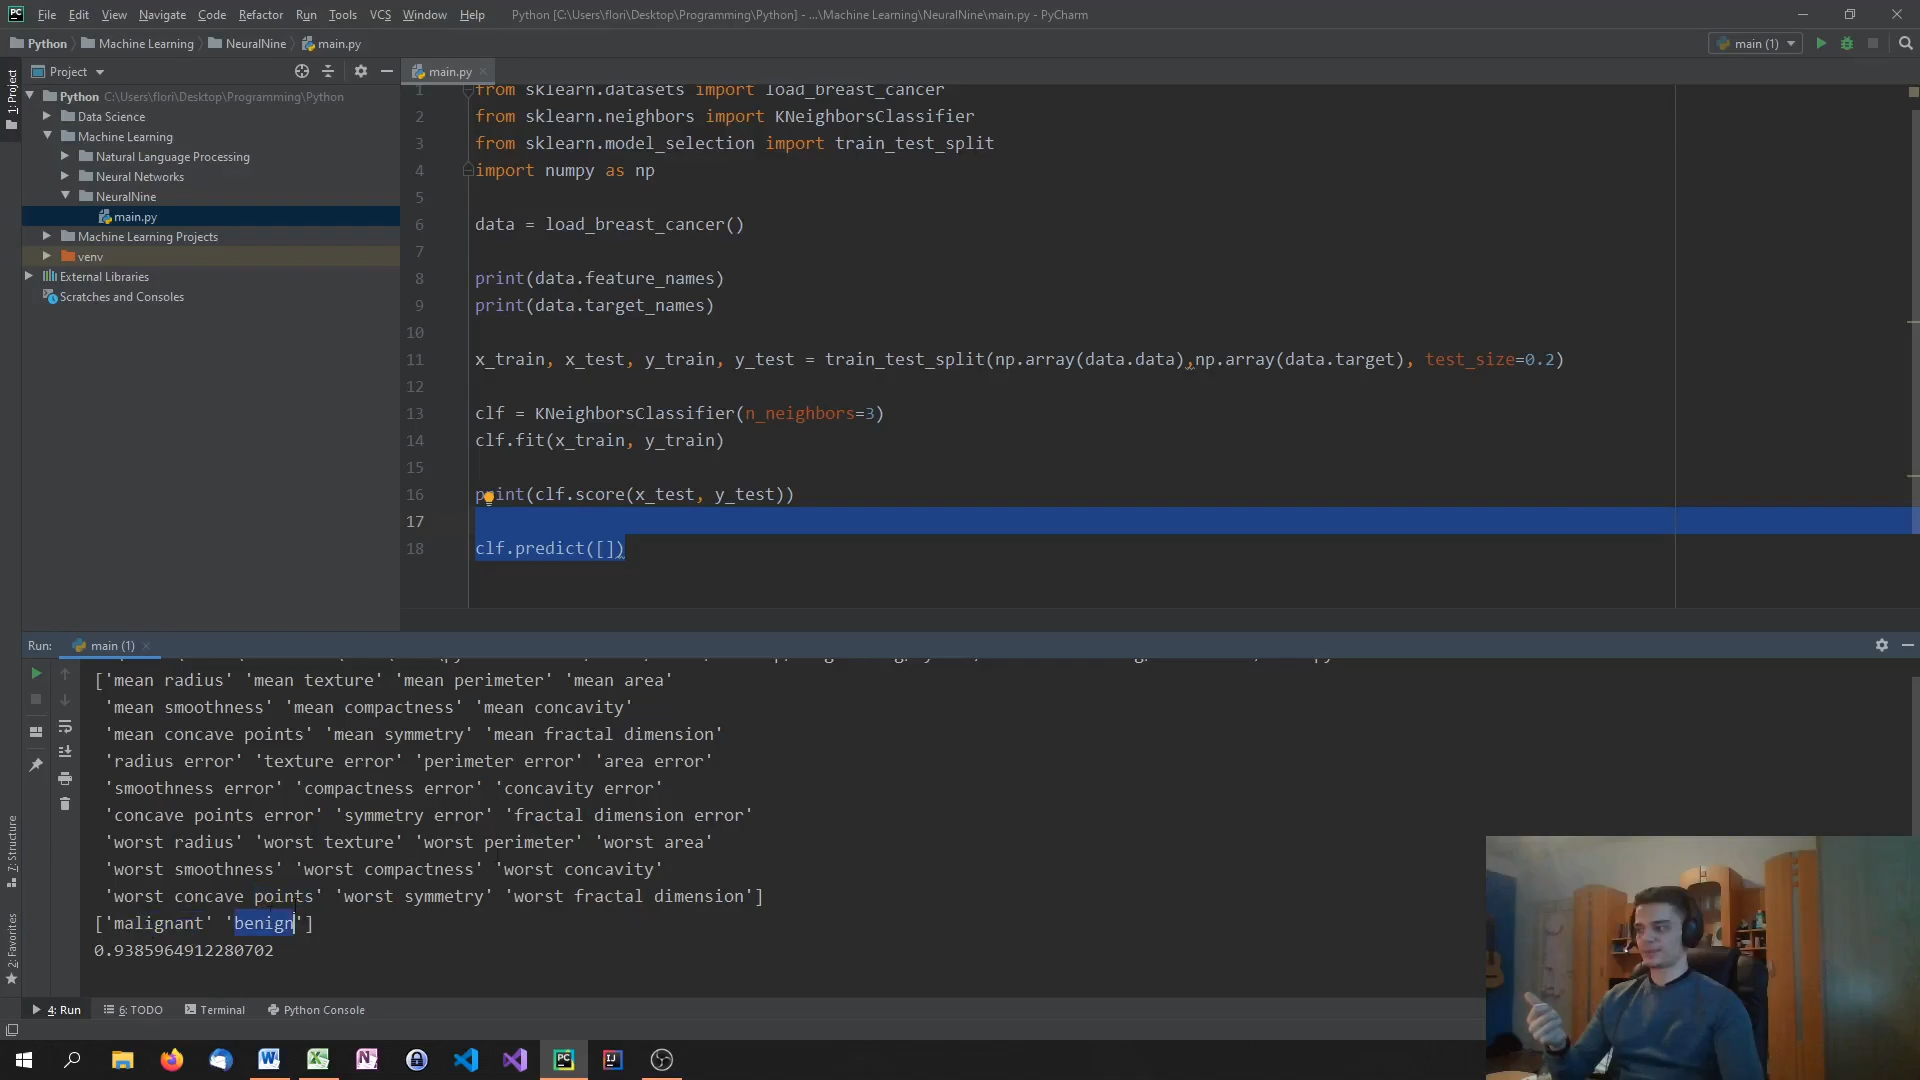 File Edit View Navigate Code Refactor Run Tools VCS Window Help Python [C:\Users\flori\Desktop\Programming\Python] - ...\Machine Learning\NeuralNine\main.py - PyCharm
Python Machine Learning NeuralNine main.py main (1)
Project main.py
1: Project
Python C:\Users\flori\Desktop\Programming\Python
Data Science
Machine Learning
Natural Language Processing
Neural Networks
NeuralNine
main.py
Machine Learning Projects
venv
External Libraries
Scratches and Consoles
1 from sklearn.datasets import load_breast_cancer
2 from sklearn.neighbors import KNeighborsClassifier
3 from sklearn.model_selection import train_test_split
4 import numpy as np
5
6 data = load_breast_cancer()
7
8 print(data.feature_names)
9 print(data.target_names)
10
11 x_train, x_test, y_train, y_test = train_test_split(np.array(data.data),np.array(data.target), test_size=0.2)
12
13 clf = KNeighborsClassifier(n_neighbors=3)
14 clf.fit(x_train, y_train)
15
16 print(clf.score(x_test, y_test))
17
18 clf.predict([])
Run: main (1)
['mean radius' 'mean texture' 'mean perimeter' 'mean area'
'mean smoothness' 'mean compactness' 'mean concavity'
'mean concave points' 'mean symmetry' 'mean fractal dimension'
'radius error' 'texture error' 'perimeter error' 'area error'
'smoothness error' 'compactness error' 'concavity error'
'concave points error' 'symmetry error' 'fractal dimension error'
'worst radius' 'worst texture' 'worst perimeter' 'worst area'
'worst smoothness' 'worst compactness' 'worst concavity'
'worst concave points' 'worst symmetry' 'worst fractal dimension']
['malignant' 'benign']
0.9385964912280702
7: Structure
2: Favorites
4: Run 6: TODO Terminal Python Console